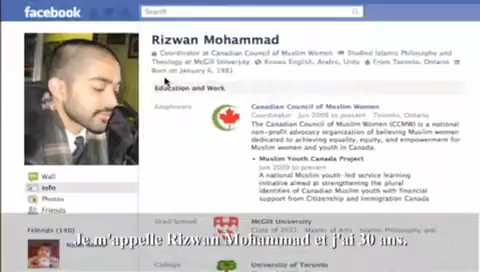 facebook
Search
Rizwan Mohammad
Coordinator at Canadian Council of Muslim Women Studied Islamic Philosophy and
Theology at McGill University Knows English, Arabic, Urdu From Toronto, Ontario
Born on January 6, 1981
Education and Work
Employers
Canadian Council of Muslim Women
Coordinator · Jun 2009 to present · Toronto, Ontario
The Canadian Council of Muslim Women (CCMW) is a national
non-profit advocacy organization of believing Muslim women
dedicated to achieving equality, equity, and empowerment for
Muslim women and youth in Canada.
• Muslim Youth Canada Project
Jun 2009 to present
A national Muslim youth-led service learning
initiative aimed at strengthening the plural
identities of Canadian Muslim youth with financial
support from Citizenship and Immigration Canada
Wall
Info
Photos
Friends
Friends (140)
Grad School
McGill University
Je m'appelle Rizwan Mohammad et j'ai 30 ans.
College
University of Toronto